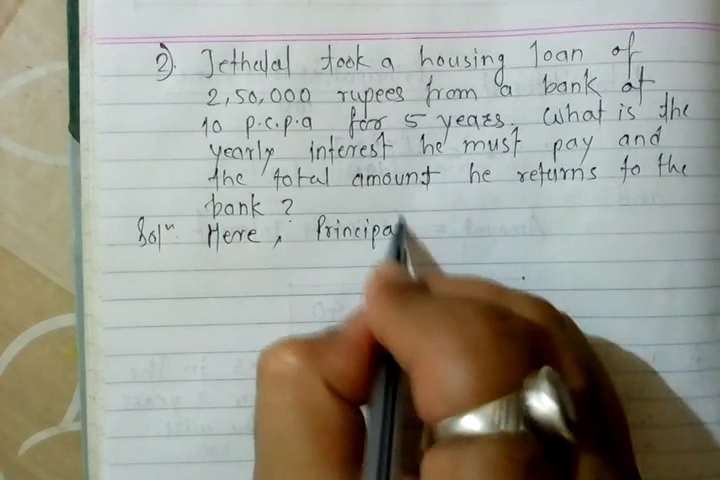 2). Jethalal took a housing loan of
2,50,000 rupees from a bank at
10 p.c.p.a for 5 years. What is the
yearly interest he must pay and
the total amount he returns to the
bank ?
Solⁿ. Here, Principa